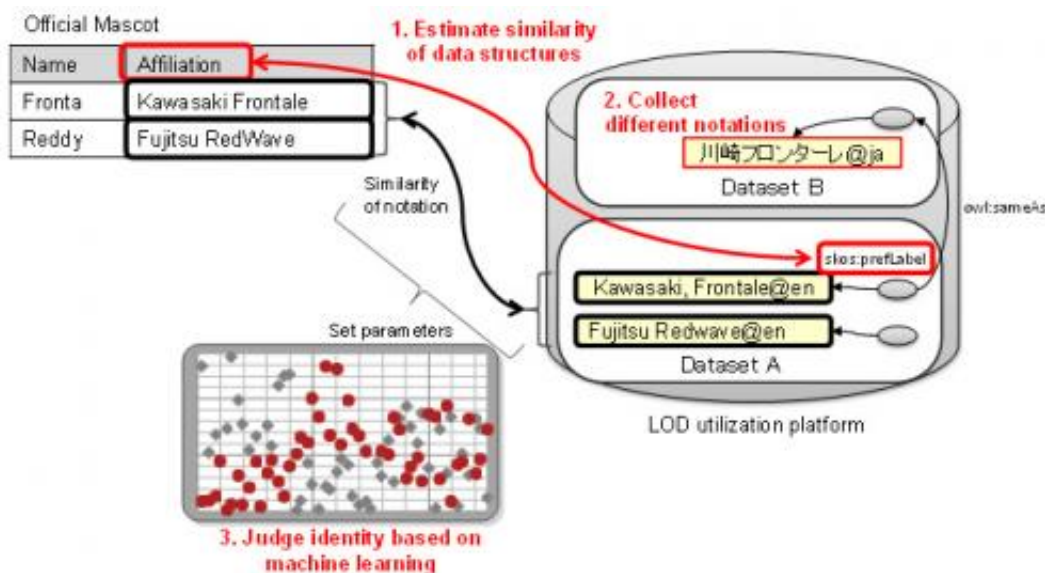 Official Mascot
Name Affiliation
Fronta Kawasaki Frontale
Reddy Fujitsu RedWave
1. Estimate similarity
of data structures
2. Collect
different notations
川崎フロンターレ@ja
Dataset B
owl:sameAs
Similarity
of notation
skos:prefLabel
Kawasaki, Frontale@en
Fujitsu Redwave@en
Dataset A
Set parameters
LOD utilization platform
3. Judge identity based on
machine learning